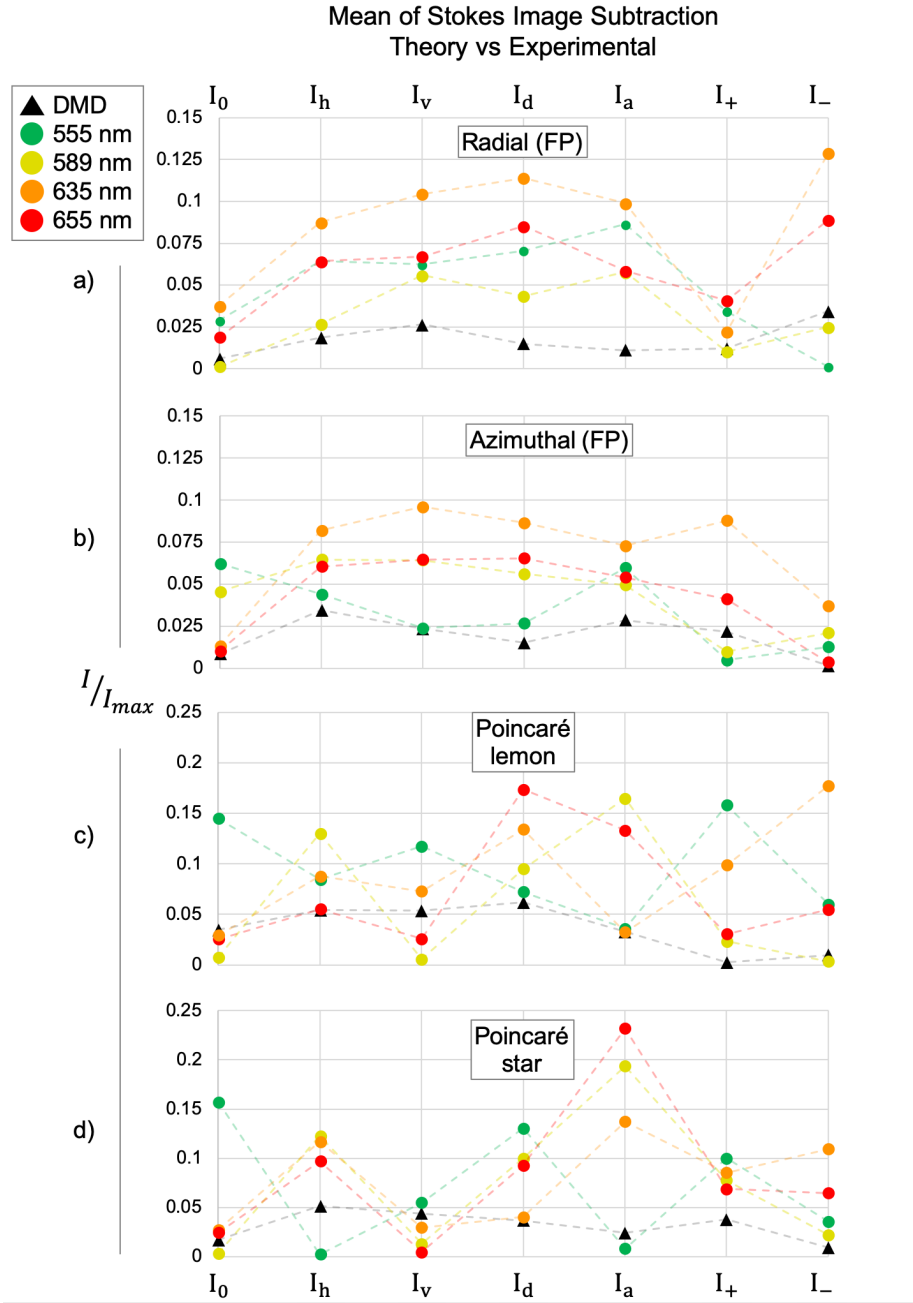 Mean of Stokes Image Subtraction
Theory vs Experimental
DMD
555 nm
589 nm
635 nm
655 nm
I₀ Iₕ Iᵥ I_d Iₐ I₊ I₋
a)
Radial (FP)
0.15
0.125
0.1
0.075
0.05
0.025
0
b)
Azimuthal (FP)
0.15
0.125
0.1
0.075
0.05
0.025
0
I/I_max
c)
Poincaré
lemon
0.25
0.2
0.15
0.1
0.05
0
d)
Poincaré
star
0.25
0.2
0.15
0.1
0.05
0
I₀ Iₕ Iᵥ I_d Iₐ I₊ I₋